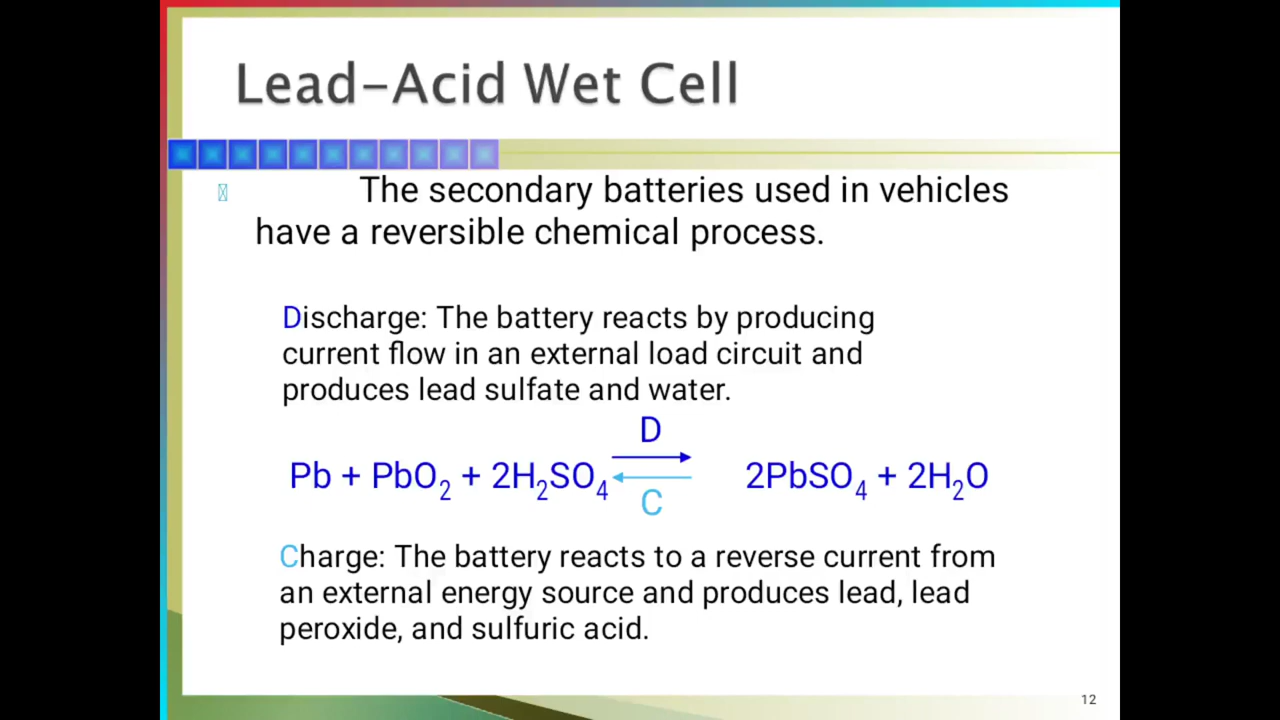 Lead-Acid Wet Cell
The secondary batteries used in vehicles
have a reversible chemical process.
Discharge: The battery reacts by producing
current flow in an external load circuit and
produces lead sulfate and water.
D
Pb + PbO2 + 2H2SO4 2PbSO4 + 2H2O
C
Charge: The battery reacts to a reverse current from
an external energy source and produces lead, lead
peroxide, and sulfuric acid.
12